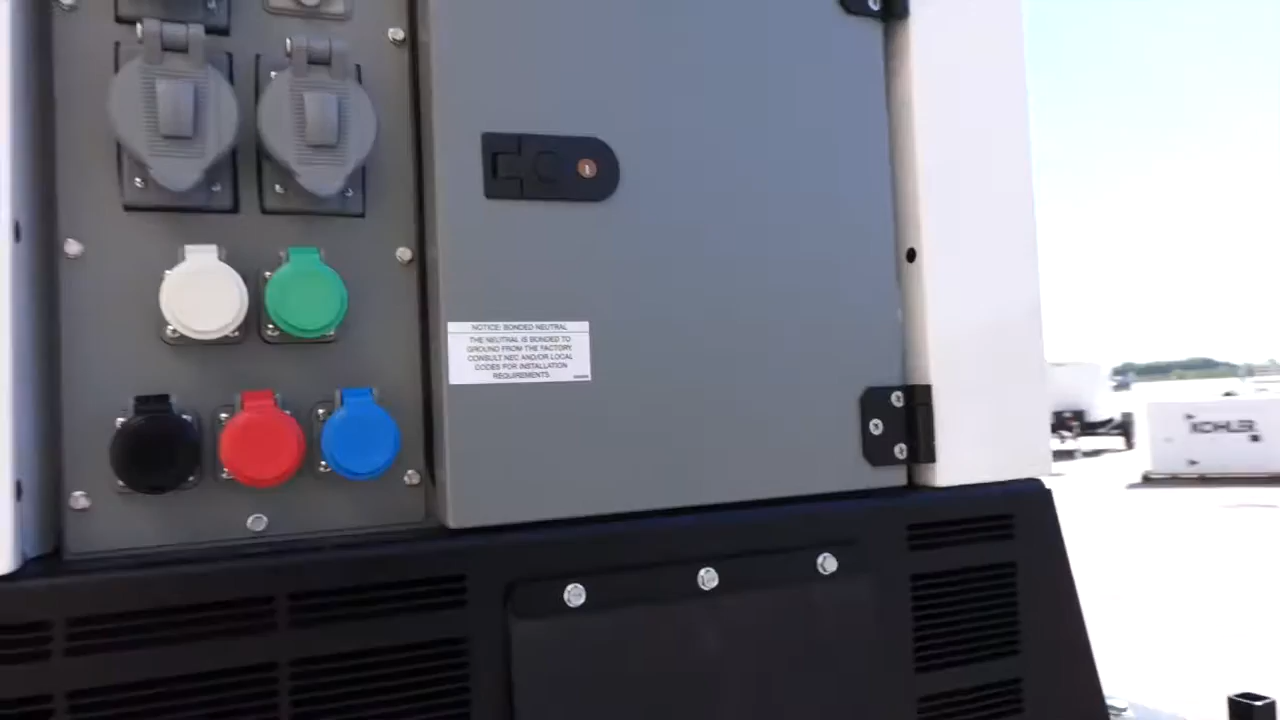 NOTICE: BONDED NEUTRAL
THE NEUTRAL IS BONDED TO
GROUND FROM THE FACTORY
CONSULT NEC AND/OR LOCAL
CODES FOR INSTALLATION
REQUIREMENTS
KOHLER